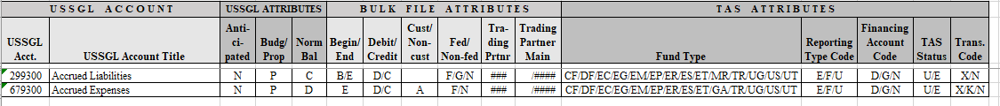 USSGL ACCOUNT USSGL ATTRIBUTES BULK FILE ATTRIBUTES TAS ATTRIBUTES
USSGL Acct. USSGL Account Title Anti-ci-pated Budg/Prop Norm Bal Begin/End Debit/Credit Cust/Non-cust Fed/Non-fed Tra-ding Prtnr Trading Partner Main Fund Type Reporting Type Code Financing Account Code TAS Status Trans. Code
299300 Accrued Liabilities N P C B/E D/C F/G/N ### /#### CF/DF/EC/EG/EM/EP/ER/ES/ET/MR/TR/UG/US/UT E/F/U D/G/N U/E X/N
679300 Accrued Expenses N P D E D/C A F/N ### /#### CF/DF/EC/EG/EM/EP/ER/ES/ET/GA/TR/UG/US/UT E/F/U D/G/N U/E X/K/N